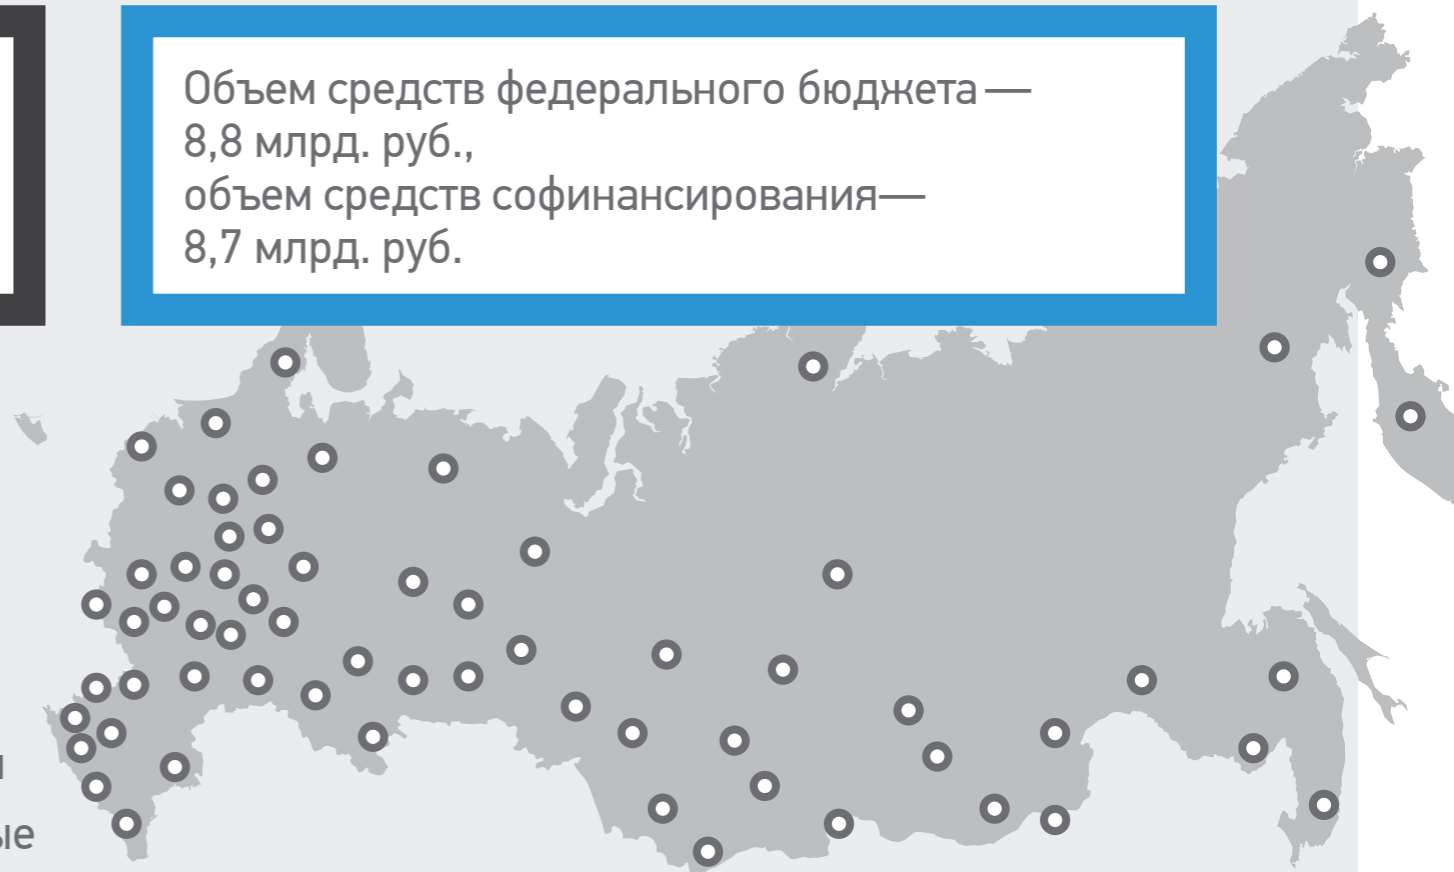 Объем средств федерального бюджета —
8,8 млрд. руб.,
объем средств софинансирования—
8,7 млрд. руб.